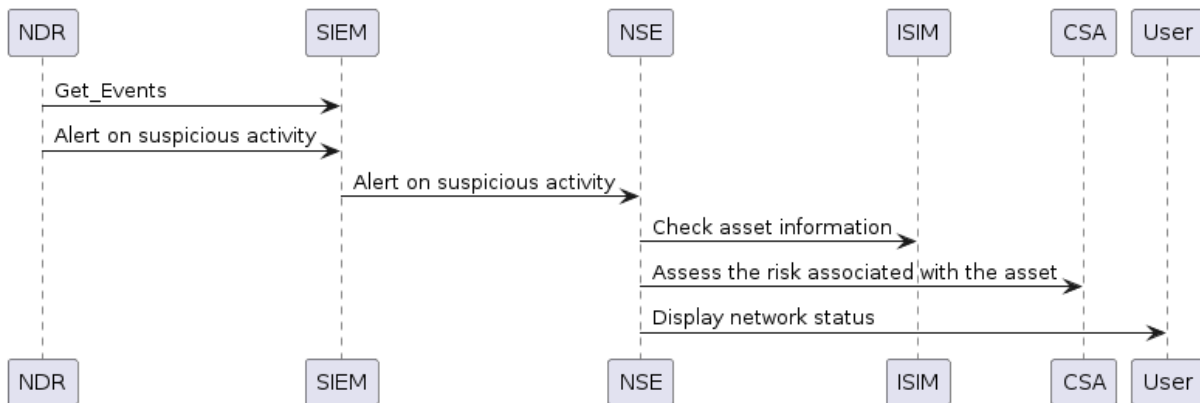 NDR SIEM NSE ISIM CSA User
Get_Events
Alert on suspicious activity
Alert on suspicious activity
Check asset information
Assess the risk associated with the asset
Display network status
NDR SIEM NSE ISIM CSA User